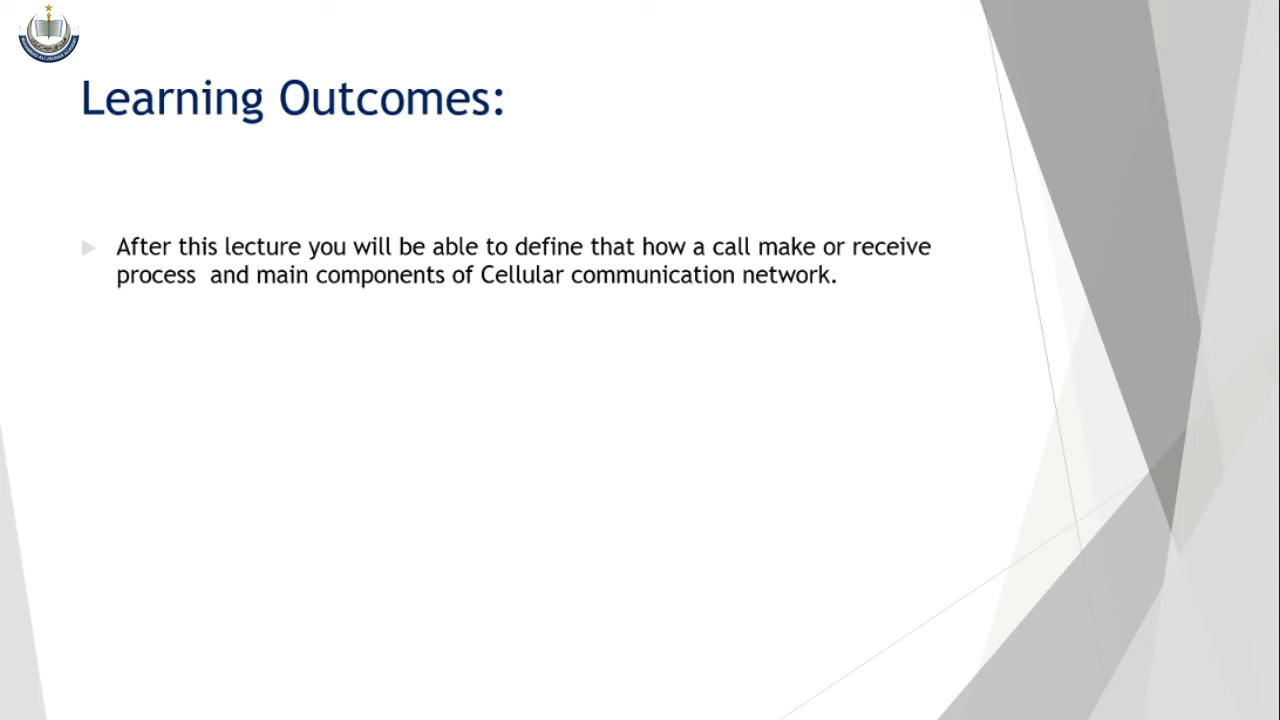 Learning Outcomes:
After this lecture you will be able to define that how a call make or receive
process and main components of Cellular communication network.